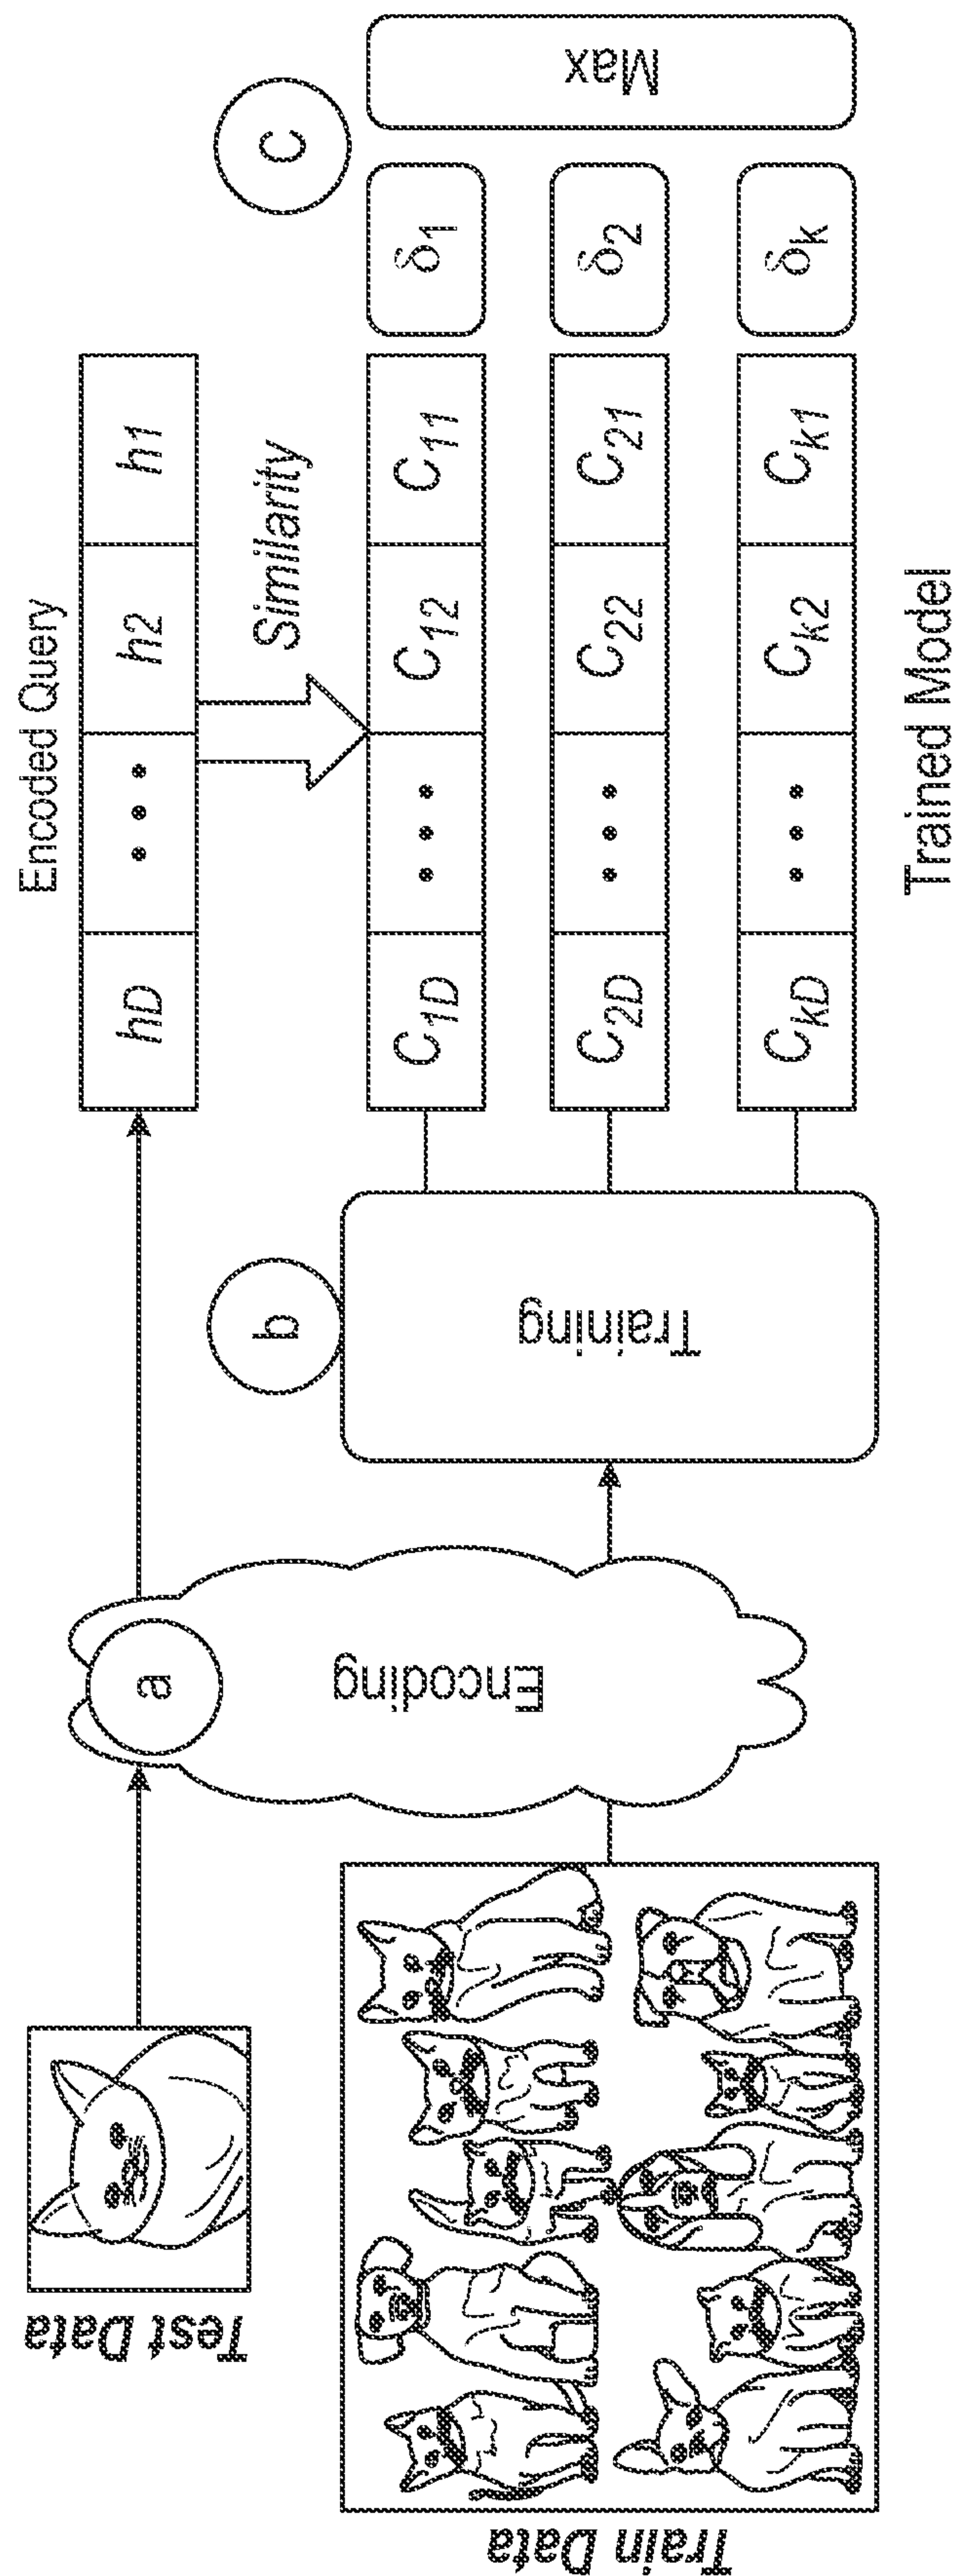 Test Data
Train Data
a
Encoding
b
Training
Encoded Query
hD ••• h2 h1
Similarity
C1D ••• C12 C11
C2D ••• C22 C21
CkD ••• Ck2 Ck1
Trained Model
C
δ1
δ2
δk
Max